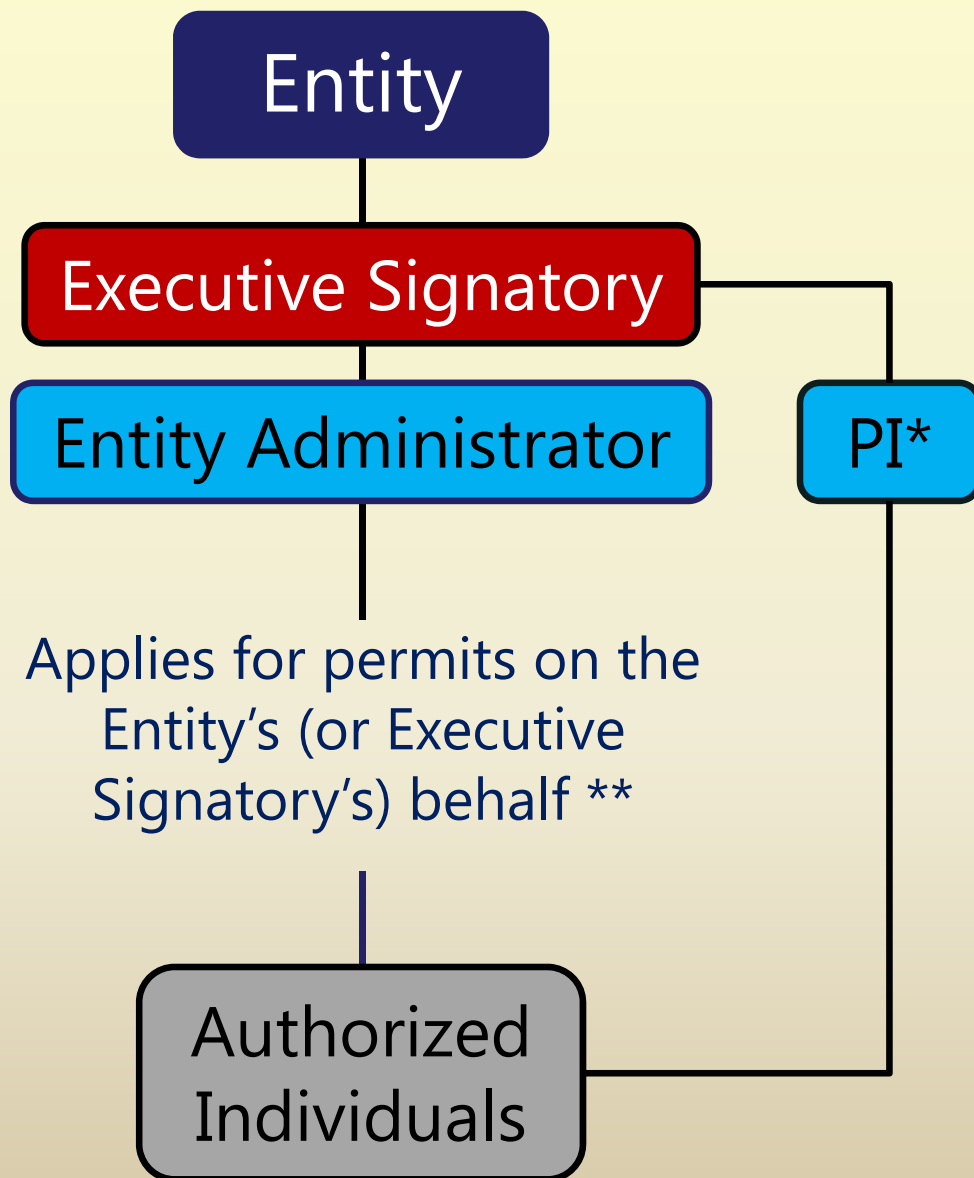 Entity
Executive Signatory
Entity Administrator
PI*
Applies for permits on the
Entity’s (or Executive
Signatory’s) behalf **
Authorized
Individuals